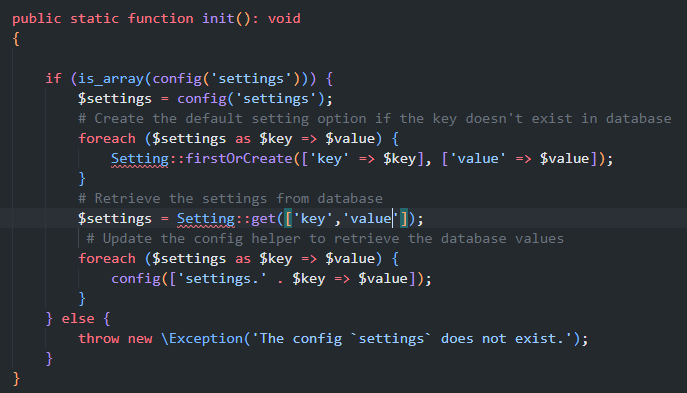 public static function init(): void
{
if (is_array(config('settings'))) {
$settings = config('settings');
# Create the default setting option if the key doesn't exist in database
foreach ($settings as $key => $value) {
Setting::firstOrCreate(['key' => $key], ['value' => $value]);
}
# Retrieve the settings from database
$settings = Setting::get(['key','value']);
# Update the config helper to retrieve the database values
foreach ($settings as $key => $value) {
config(['settings.' . $key => $value]);
}
} else {
throw new \Exception('The config `settings` does not exist.');
}
}